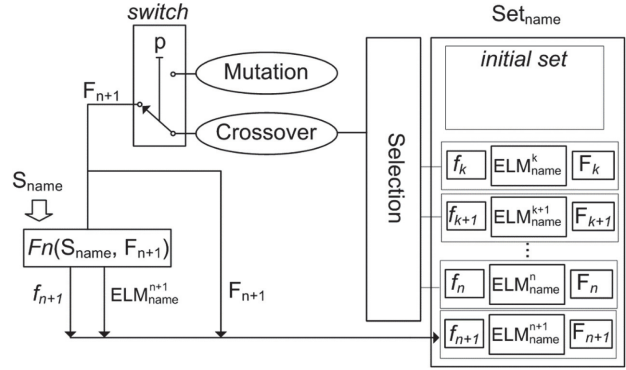 switch
Set_name
p
initial set
Mutation
F_n+1
Crossover
Selection
f_k ELM^k_name F_k
S_name
f_k+1 ELM^k+1_name F_k+1
Fn(S_name, F_n+1)
f_n ELM^n_name F_n
f_n+1 ELM^n+1_name F_n+1
f_n+1 ELM^n+1_name F_n+1